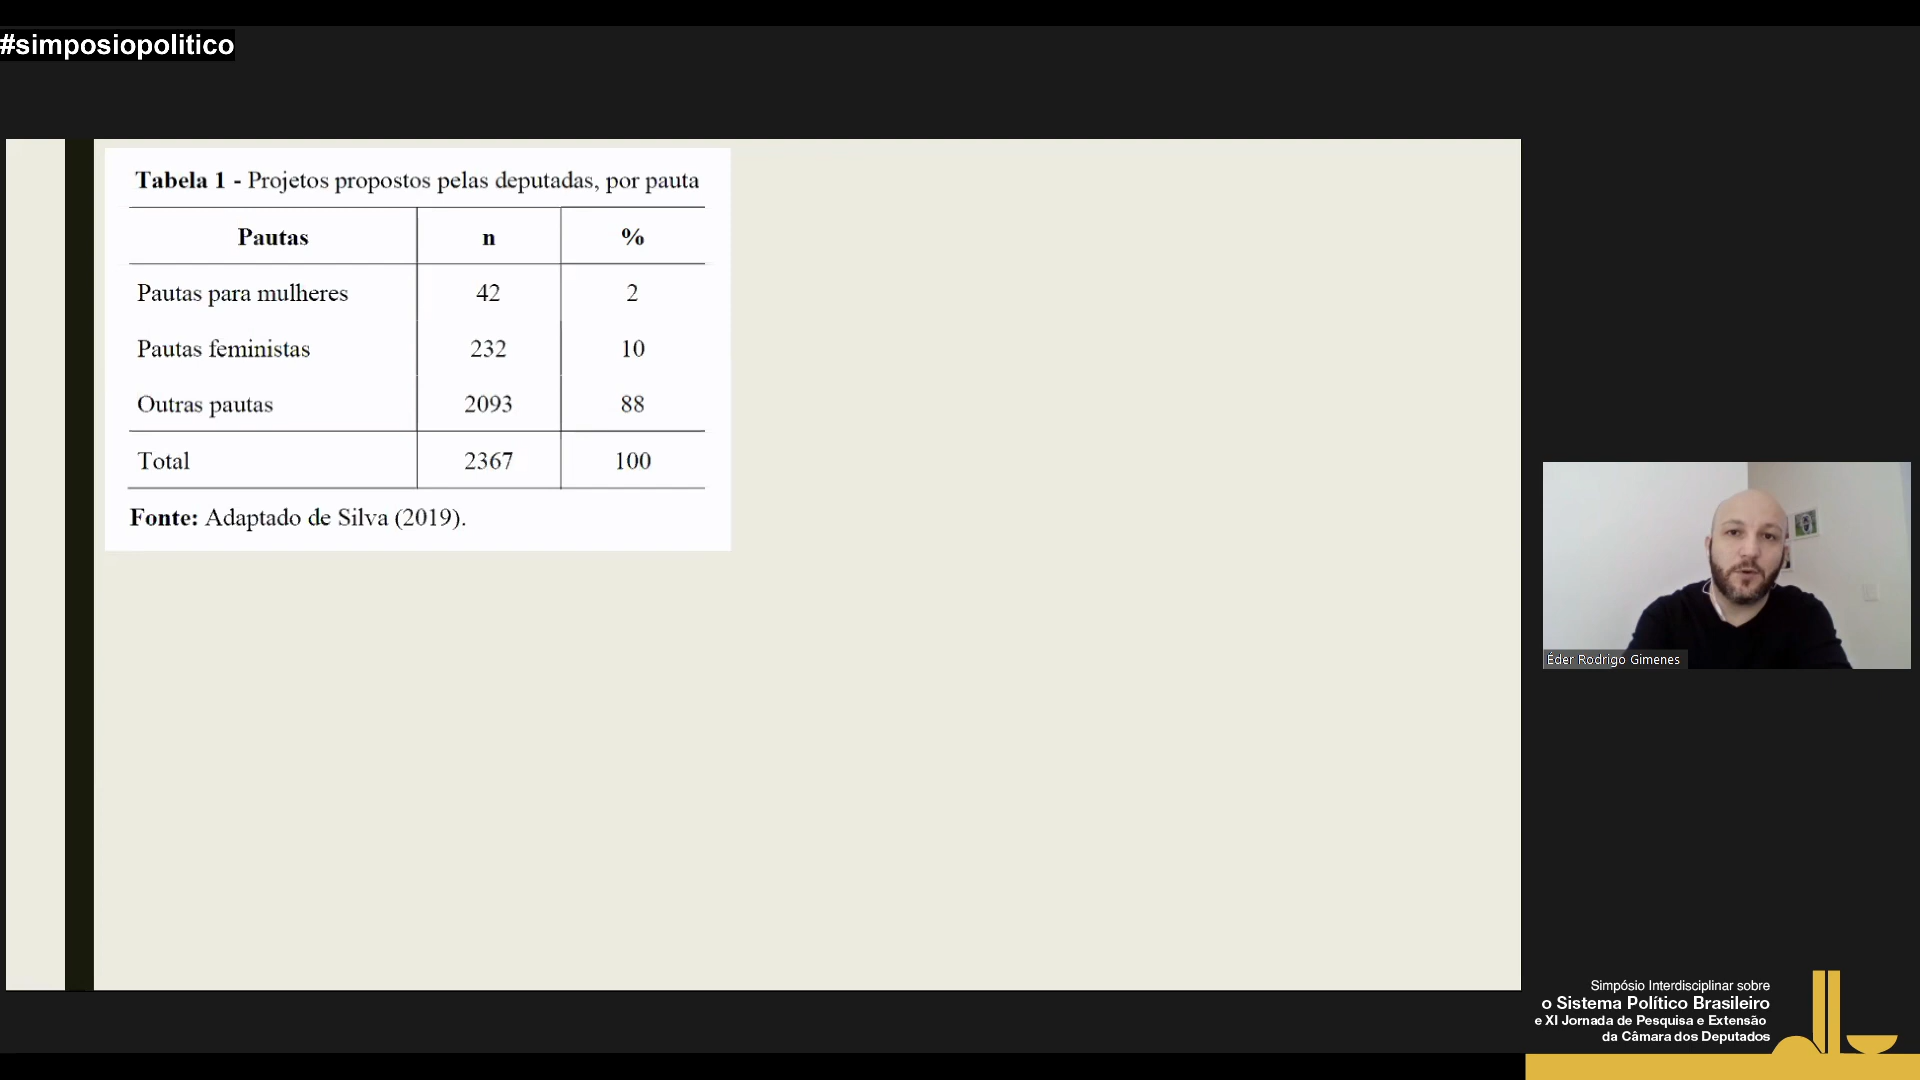 #simposiopolitico
Tabela 1 - Projetos propostos pelas deputadas, por pauta
Pautas n %
Pautas para mulheres 42 2
Pautas feministas 232 10
Outras pautas 2093 88
Total 2367 100
Fonte: Adaptado de Silva (2019).
Éder Rodrigo Gimenes
Simpósio Interdisciplinar sobre
o Sistema Político Brasileiro
e XI Jornada de Pesquisa e Extensão
da Câmara dos Deputados